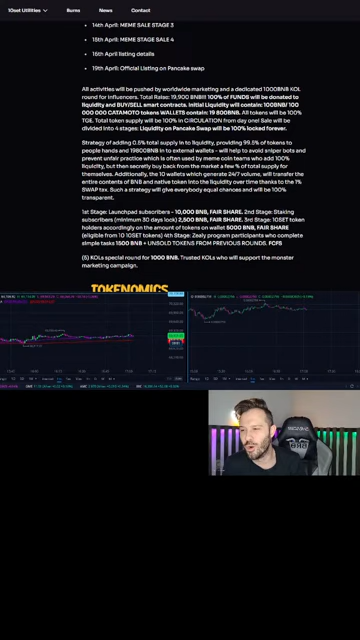 10set Utilities
Burns
News
Contact
14th April: MEME SALE STAGE 3
15th April: MEME STAGE SALE 4
16th April listing details
19th April: Official Listing on Pancake swap
All activities will be pushed by worldwide marketing and a dedicated 1000BNB KOL
round for influencers. Total Raise: 19,900 BNB!!! 100% of FUNDS will be donated to
liquidity and BUY/SELL smart contracts. Initial Liquidity will contain: 100BNB/ 100
000 000 CATAMOTO tokens WALLETS contain: 19 800BNB. All tokens will be 100%
TGE. Total token supply will be 100% in CIRCULATION from day one! Sale will be
divided into 4 stages: Liquidity on Pancake Swap will be 100% locked forever.
Strategy of adding 0.5% total supply in to liquidity, providing 99.5% of tokens to
people hands and 19800BNB in to external wallets – will help to avoid sniper bots and
prevent unfair practice which is often used by meme coin teams who add 100%
liquidity, but then secretly buy back from the market a few % of total supply for
themselves. Additionally, the 10 wallets which generate 24/7 volume, will transfer the
entire contents of BNB and native token into the liquidity over time thanks to the 1%
SWAP tax. Such a strategy will give everybody equal chances and will be 100%
transparent.
1st Stage: Launchpad subscribers – 10,000 BNB, FAIR SHARE. 2nd Stage: Staking
subscribers (minimum 30 days lock) 2,500 BNB, FAIR SHARE. 3rd Stage: 10SET token
holders accordingly on the amount of tokens on wallet 5000 BNB, FAIR SHARE
(eligible from 10 10SET tokens) 4th Stage: Zealy program participants who complete
simple tasks 1500 BNB + UNSOLD TOKENS FROM PREVIOUS ROUNDS. FCFS
(5) KOLs special round for 1000 BNB. Trusted KOLs who will support the monster
marketing campaign.
TOKENOMICS